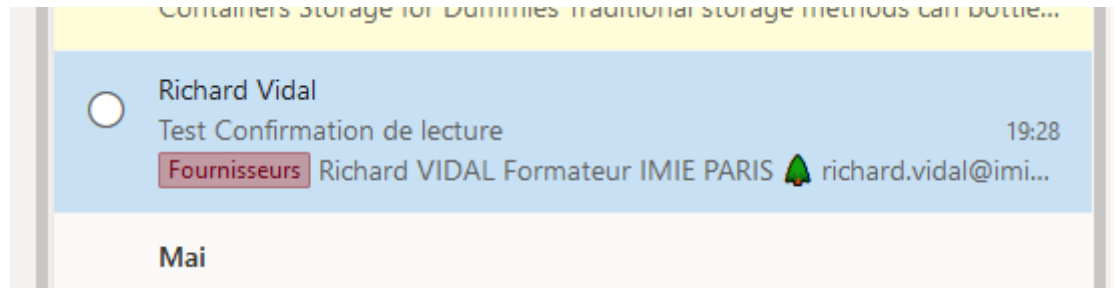 Containers Storage for Dummies Traditional storage methods can bottle...
Richard Vidal
Test Confirmation de lecture 19:28
Fournisseurs Richard VIDAL Formateur IMIE PARIS 🌲 richard.vidal@imi...
Mai